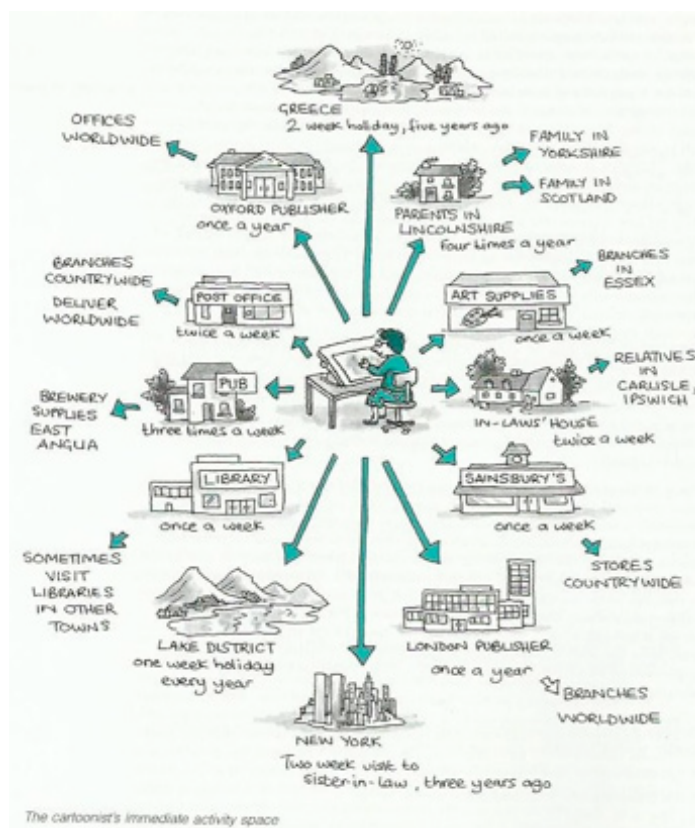 GREECE
2 week holiday, five years ago
OFFICES
WORLDWIDE
OXFORD PUBLISHER
once a year
FAMILY IN
YORKSHIRE
FAMILY IN
SCOTLAND
PARENTS IN
LINCOLNSHIRE
four times a year
BRANCHES
COUNTRYWIDE
DELIVER
WORLDWIDE
POST OFFICE
twice a week
ART SUPPLIES
once a week
BRANCHES
IN
ESSEX
BREWERY
SUPPLIES
EAST
ANGLIA
PUB
three times a week
IN-LAWS' HOUSE
twice a week
RELATIVES
IN
CARLISLE,
IPSWICH
LIBRARY
once a week
SOMETIMES
VISIT
LIBRARIES
IN OTHER
TOWNS
SAINSBURY'S
once a week
STORES
COUNTRYWIDE
LAKE DISTRICT
one week holiday
every year
LONDON PUBLISHER
once a year
BRANCHES
WORLDWIDE
NEW YORK
Two week visit to
sister-in-law, three years ago
The cartoonist's immediate activity space